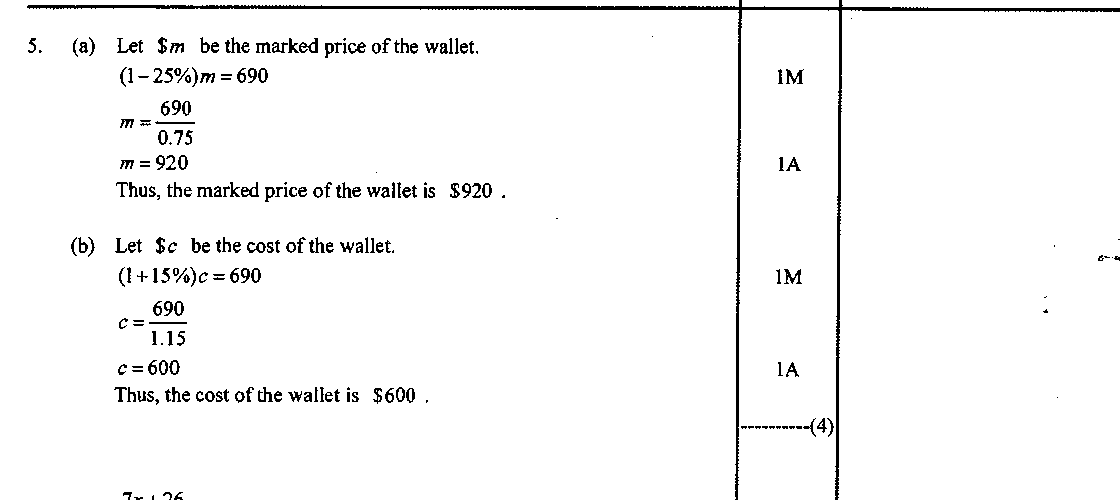 5. (a) Let $m be the marked price of the wallet.
(1−25%)m = 690 1M
m = 690/0.75
m = 920 1A
Thus, the marked price of the wallet is $920 .
(b) Let $c be the cost of the wallet.
(1+15%)c = 690 1M
c = 690/1.15
c = 600 1A
Thus, the cost of the wallet is $600 .
----------(4)